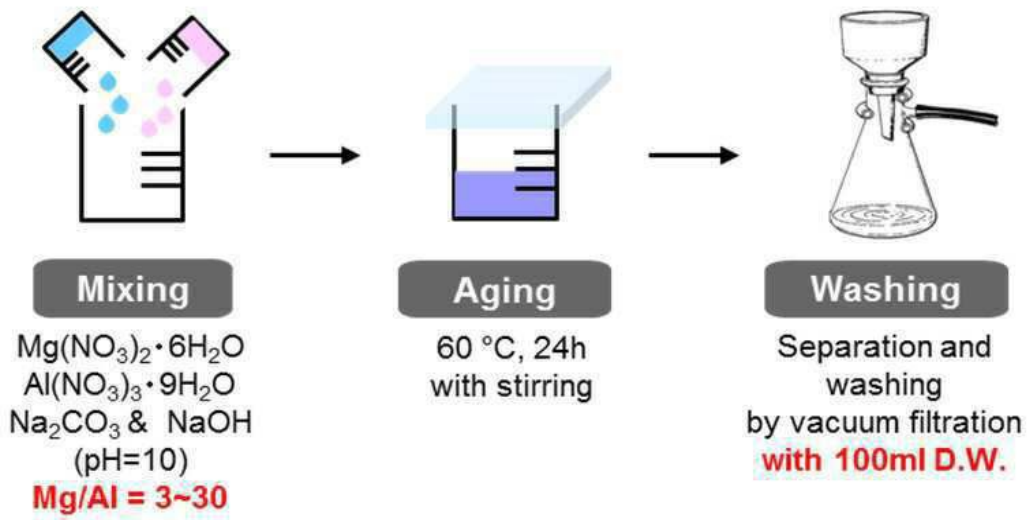 Mixing
Mg(NO₃)₂·6H₂O
Al(NO₃)₃·9H₂O
Na₂CO₃ & NaOH
(pH=10)
Mg/Al = 3~30
Aging
60 °C, 24h
with stirring
Washing
Separation and
washing
by vacuum filtration
with 100ml D.W.